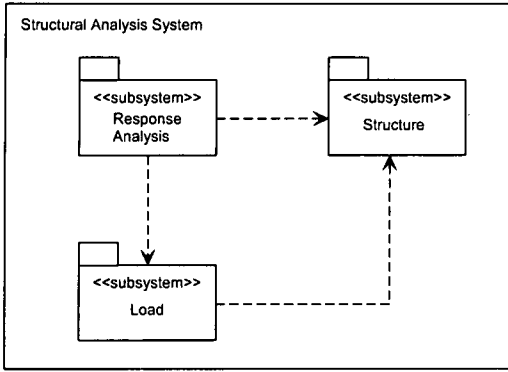 Structural Analysis System
<<subsystem>>
Response
Analysis
<<subsystem>>
Structure
<<subsystem>>
Load